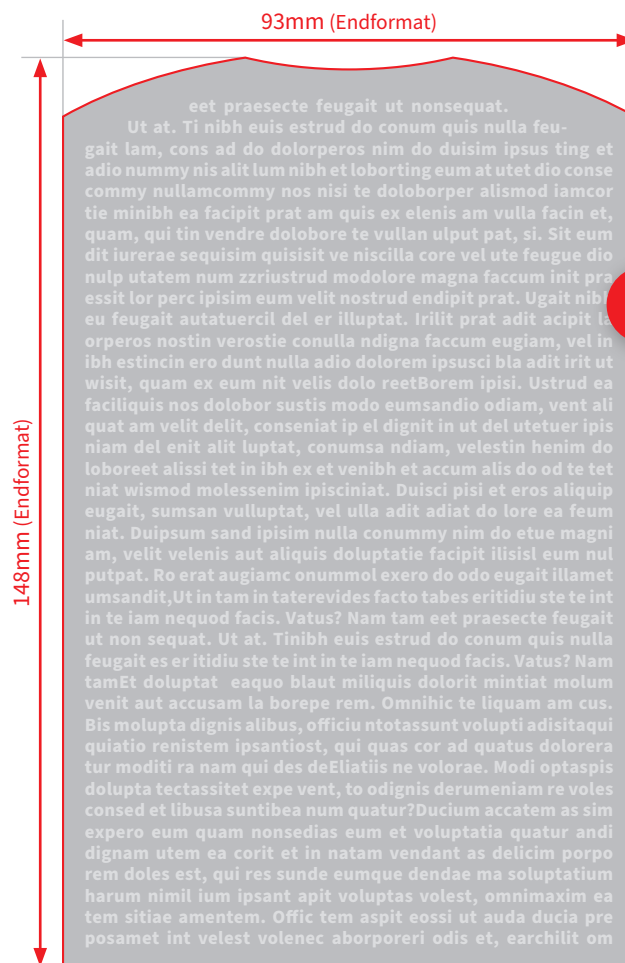 93mm (Endformat)
148mm (Endformat)
eet praesecte feugait ut nonsequat.
Ut at. Ti nibh euis estrud do conum quis nulla feu-
gait lam, cons ad do dolorperos nim do duisim ipsus ting et
adio nummy nis alit lum nibh et loborting eum at utet dio conse
commy nullamcommy nos nisi te doloborper alismod iamcor
tie minibh ea facipit prat am quis ex elenis am vulla facin et,
quam, qui tin vendre dolobore te vullan ulput pat, si. Sit eum
dit iurerae sequisim quisisit ve niscilla core vel ute feugue dio
nulp utatem num zzriustrud modolore magna faccum init pra
essit lor perc ipisim eum velit nostrud endipit prat. Ugait nibh
eu feugait autatuercil del er illuptat. Irilit prat adit acipit la
orperos nostin verostie conulla ndigna faccum eugiam, vel in
ibh estincin ero dunt nulla adio dolorem ipsusci bla adit irit ut
wisit, quam ex eum nit velis dolo reetBorem ipisi. Ustrud ea
faciliquis nos dolobor sustis modo eumsandio odiam, vent ali
quat am velit delit, conseniat ip el dignit init del utetuer ipis
niam del enit alit luptat, conumsa ndiam, velestin henim do
loboreet alissi tet in ibh ex et venibh et accum alis do od te tet
niat wismod molessenim ipisciniat. Duisci pisi et eros aliquip
eugait, sumsan vulluptat, vel ulla adit adiat do lore ea feum
niat. Duipsum sand ipisim nulla conummy nim do etue magni
am, velit velenis aut aliquis doluptatie facipit ilisisl eum nul
putpat. Ro erat augiamc onummol exero do do eugait illamet
umsandit,Ut in tam in taterevides facto tabes eritidiu ste te int
in te iam nequod facis. Vatus? Nam tam eet praesecte feugait
ut non sequat. Ut at. Tinibh euis estrud do conum quis nulla
feugait es er itidiu ste te int in te iam nequod facis. Vatus? Nam
tamEt doluptat eaquo blaut miliquis dolorit mintiat molum
venit aut accusam la borepe rem. Omnihic te liquam am cus.
Bis molupta dignis alibus, officiu ntotassunt volupti adisitaqui
quiatio renistem ipsantiost, qui quas cor ad quatus dolorera
tur moditi ra nam qui des deEliatiis ne volorae. Modi optaspis
dolupta tectassitet expe vent, to odignis derumeniam re voles
consed et libusa suntibea num quatur?Ducium accatem as sim
expero eum quam nonsedias eum et voluptatia quatur andi
dignam utem ea corit et in natam vendant as delicim porpo
rem doles est, qui res sunde eumque dendae ma soluptatium
harum nimil ium ipsant apit voluptas volest, omnimaxim ea
tem sitiae amentem. Offic tem aspit eossi ut auda ducia pre
posamet int velest volenec aborporeri odis et, earchilit om